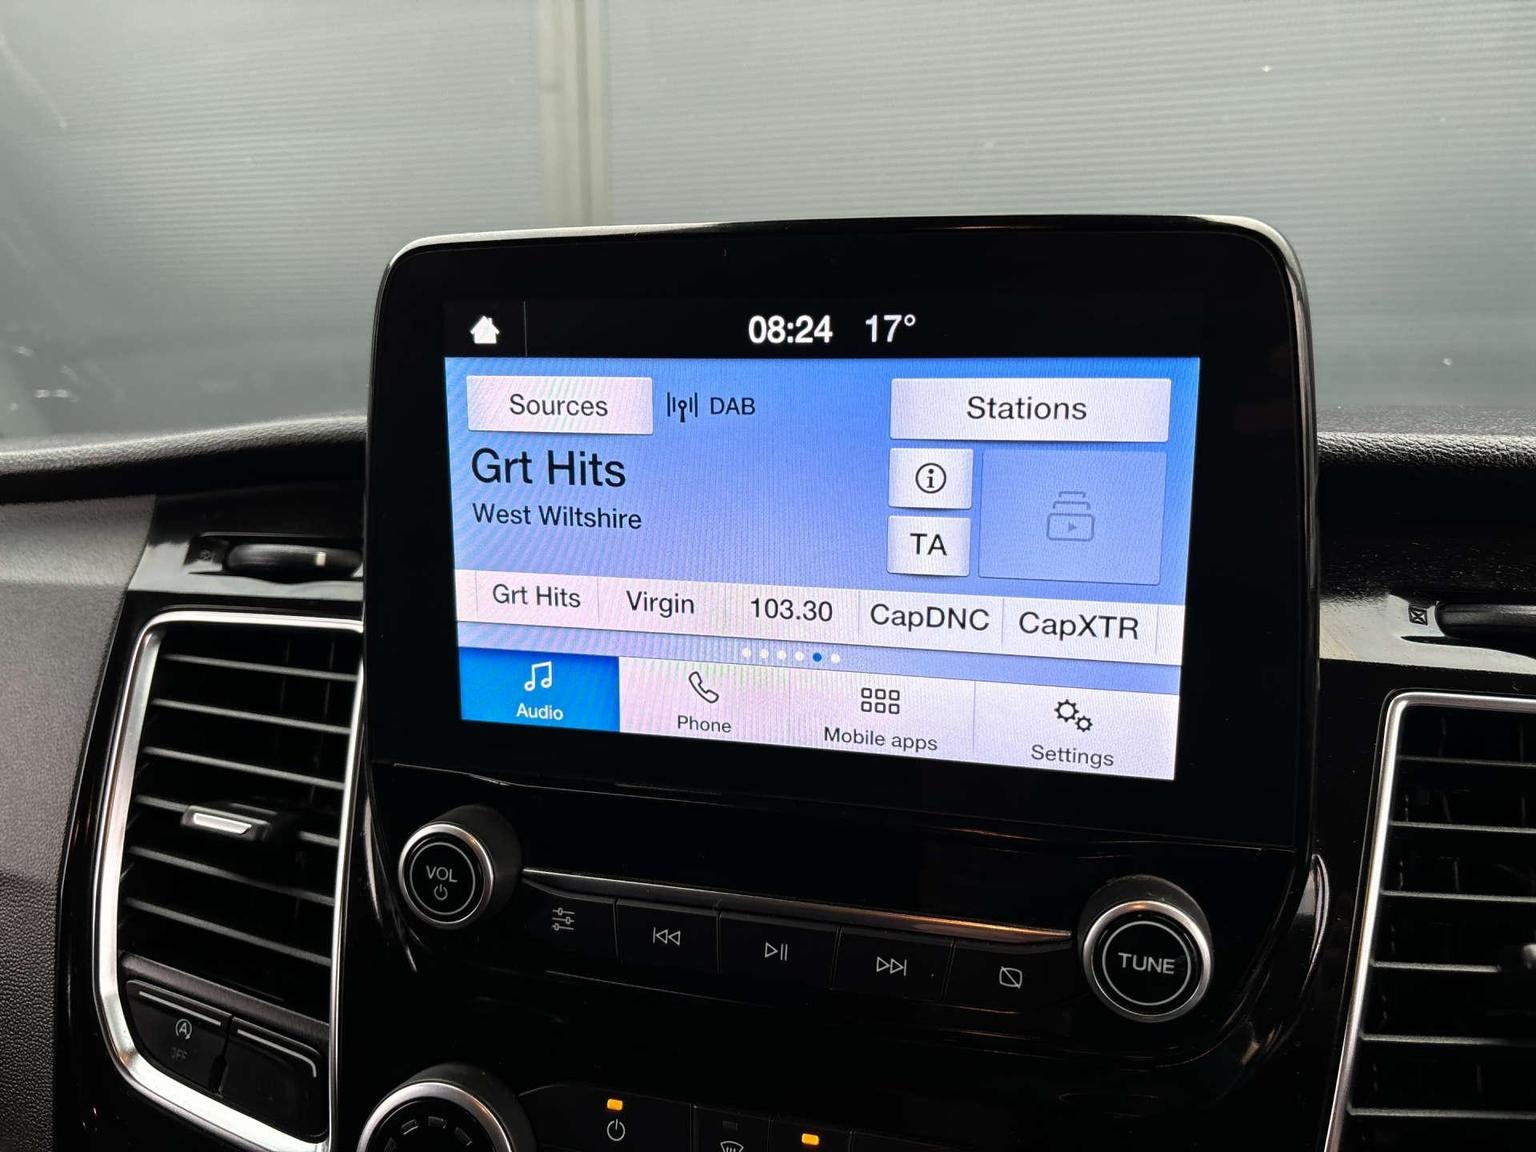 08:24 17°
Sources DAB Stations
Grt Hits
West Wiltshire
TA
Grt Hits Virgin 103.30 CapDNC CapXTR
Audio Phone Mobile apps Settings
VOL
TUNE
A
OFF